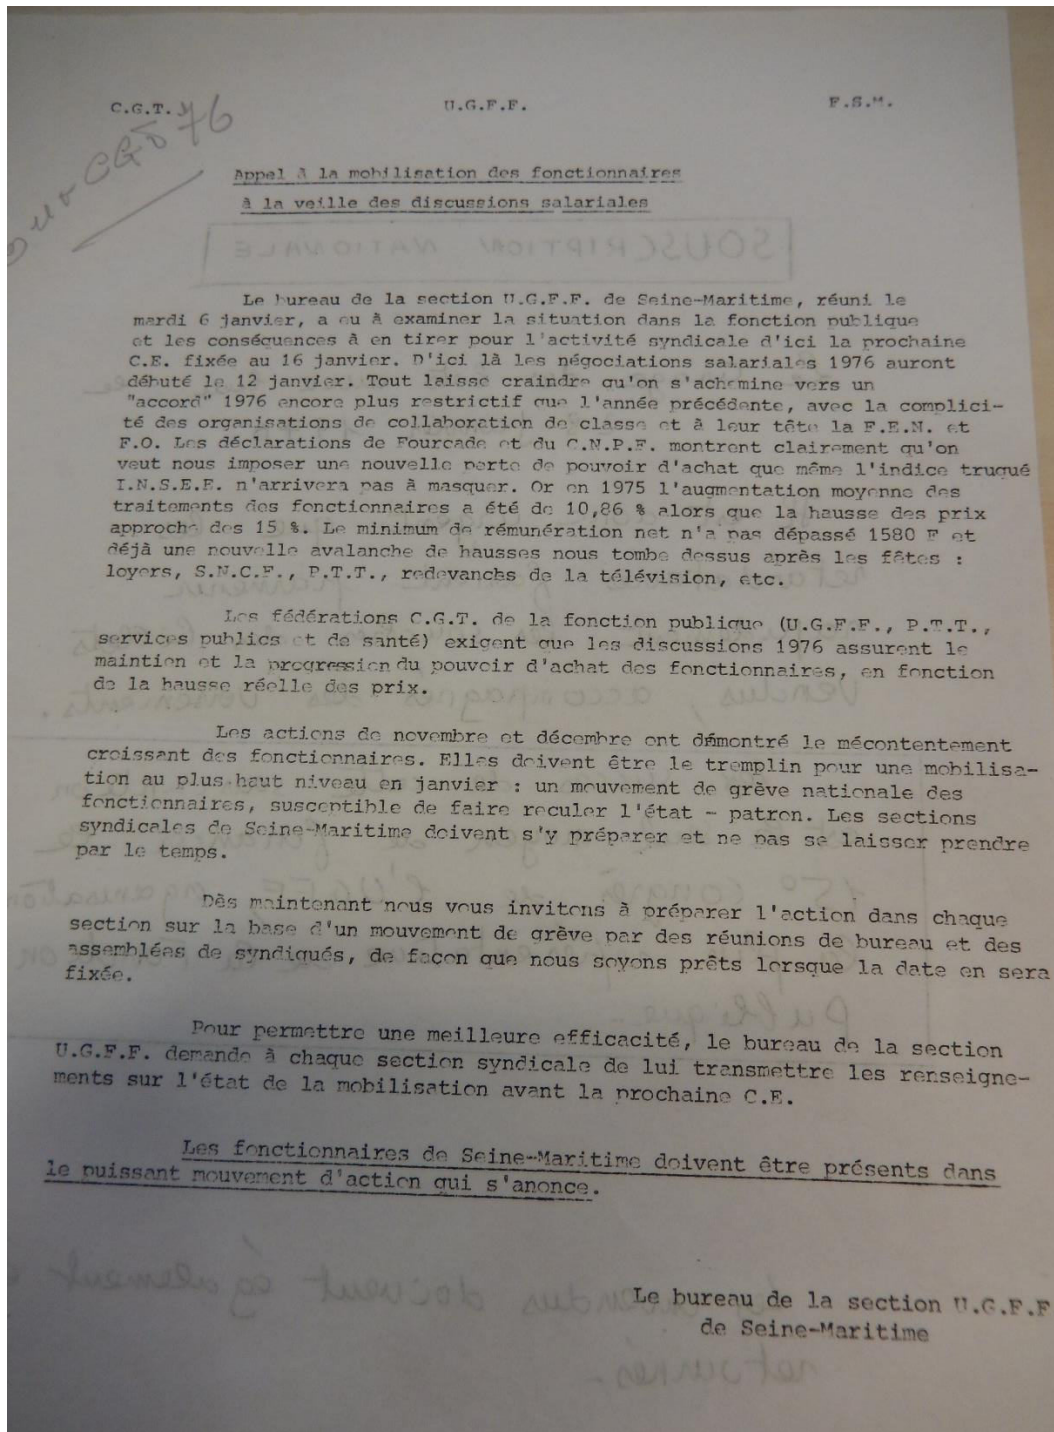 C.G.T. U.G.F.F. F.S.M.
76
Appel à la mobilisation des fonctionnaires
à la veille des discussions salariales
SOUSCRIPTION NATIONALE
Le bureau de la section U.G.F.F. de Seine-Maritime, réuni le
mardi 6 janvier, a eu à examiner la situation dans la fonction publique
et les conséquences à en tirer pour l'activité syndicale d'ici la prochaine
C.E. fixée au 16 janvier. D'ici là les négociations salariales 1976 auront
débuté le 12 janvier. Tout laisse craindre qu'on s'achemine vers un
"accord" 1976 encore plus restrictif que l'année précédente, avec la complici-
té des organisations de collaboration de classe et à leur tête la F.E.N. et
F.O. Les déclarations de Fourcade et du C.N.P.F. montrent clairement qu'on
veut nous imposer une nouvelle perte de pouvoir d'achat que même l'indice truqué
I.N.S.E.E. n'arrivera pas à masquer. Or en 1975 l'augmentation moyenne des
traitements des fonctionnaires a été de 10,86 % alors que la hausse des prix
approche des 15 %. Le minimum de rémunération net n'a pas dépassé 1580 F et
déjà une nouvelle avalanche de hausses nous tombe dessus après les fêtes :
loyers, S.N.C.F., P.T.T., redevanchs de la télévision, etc.
Les fédérations C.G.T. de la fonction publique (U.G.F.F., P.T.T.,
services publics et de santé) exigent que les discussions 1976 assurent le
maintien et la progression du pouvoir d'achat des fonctionnaires, en fonction
de la hausse réelle des prix.
Les actions de novembre et décembre ont démontré le mécontentement
croissant des fonctionnaires. Elles doivent être le tremplin pour une mobilisa-
tion au plus haut niveau en janvier : un mouvement de grève nationale des
fonctionnaires, susceptible de faire reculer l'état - patron. Les sections
syndicales de Seine-Maritime doivent s'y préparer et ne pas se laisser prendre
par le temps.
Dès maintenant nous vous invitons à préparer l'action dans chaque
section sur la base d'un mouvement de grève par des réunions de bureau et des
assemblées de syndiqués, de façon que nous soyons prêts lorsque la date en sera
fixée.
Pour permettre une meilleure efficacité, le bureau de la section
U.G.F.F. demande à chaque section syndicale de lui transmettre les renseigne-
ments sur l'état de la mobilisation avant la prochaine C.E.
Les fonctionnaires de Seine-Maritime doivent être présents dans
le puissant mouvement d'action qui s'anonce.
Le bureau de la section U.G.F.F
de Seine-Maritime